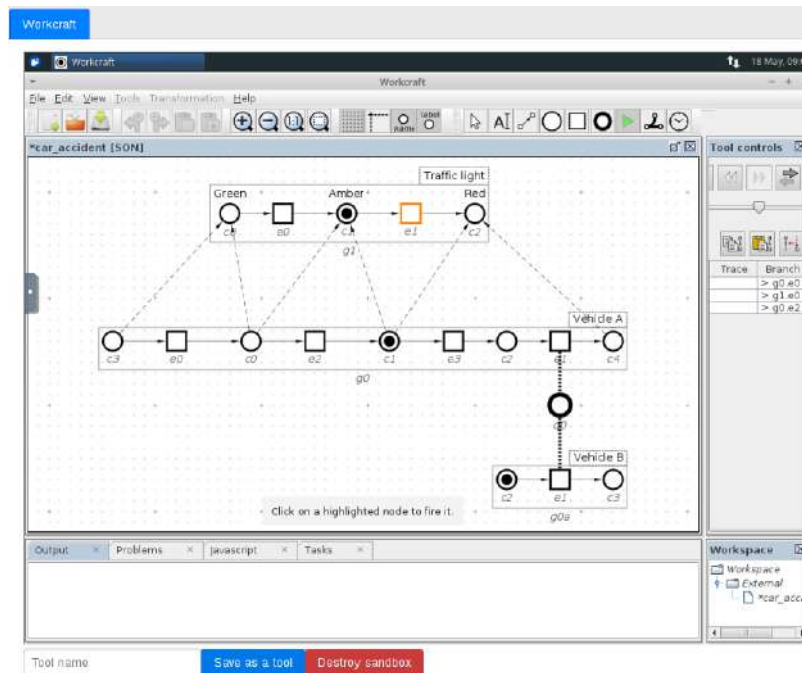 Workcraft
Workcraft
18 May, 09:
Workcraft
File Edit View Tools Transformation Help
name
label
*car_accident [SON]
Tool controls
Traffic light
Green
Amber
Red
e0
e1
c2
g1
Trace
Branch
> g0.e0
> g1.e0
> g0.e2
Vehicle A
c3
e0
c0
e2
c1
e3
c2
e1
c4
g0
Vehicle B
c2
e1
c3
g0a
Click on a highlighted node to fire it.
Output
Problems
Javascript
Tasks
Workspace
Workspace
External
*car_acc
Tool name
Save as a tool
Destroy sandbox